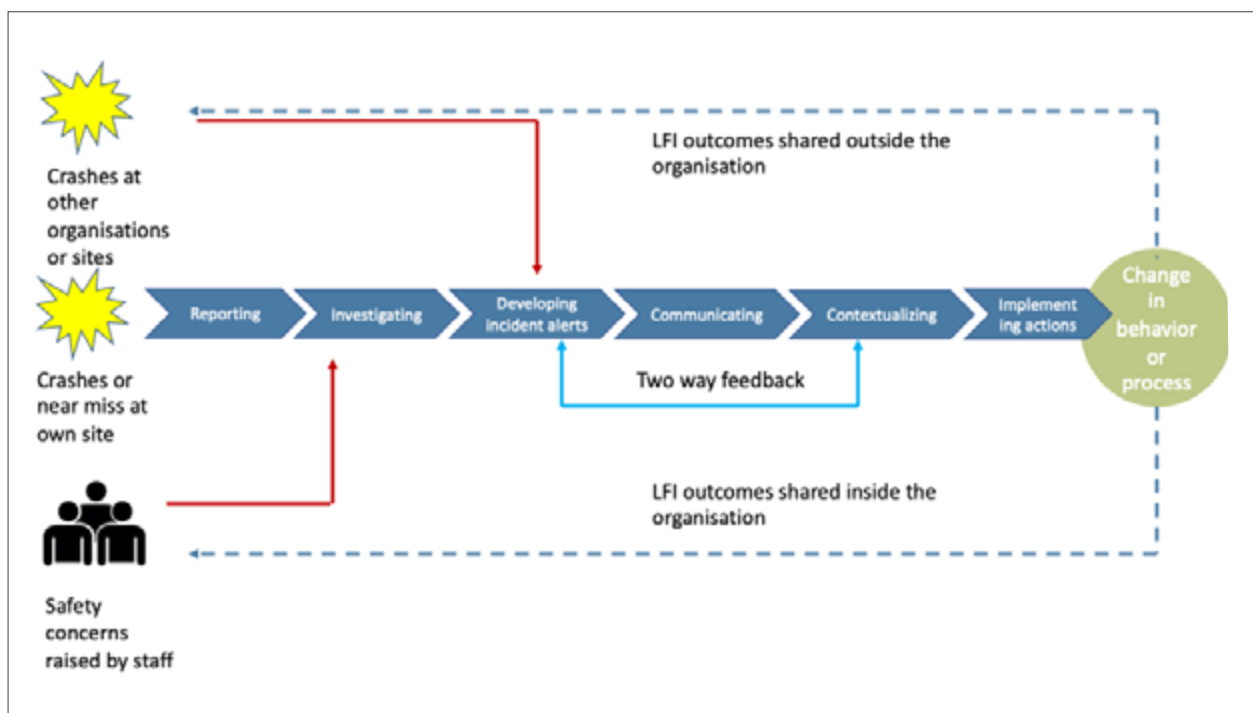 LFI outcomes shared outside the
organisation
Crashes at
other
organisations
or sites
Reporting
Investigating
Developing
incident alerts
Communicating
Contextualizing
Implement
ing actions
Change
in
behavior
or
process
Crashes or
near miss at
own site
Two way feedback
LFI outcomes shared inside the
organisation
Safety
concerns
raised by staff